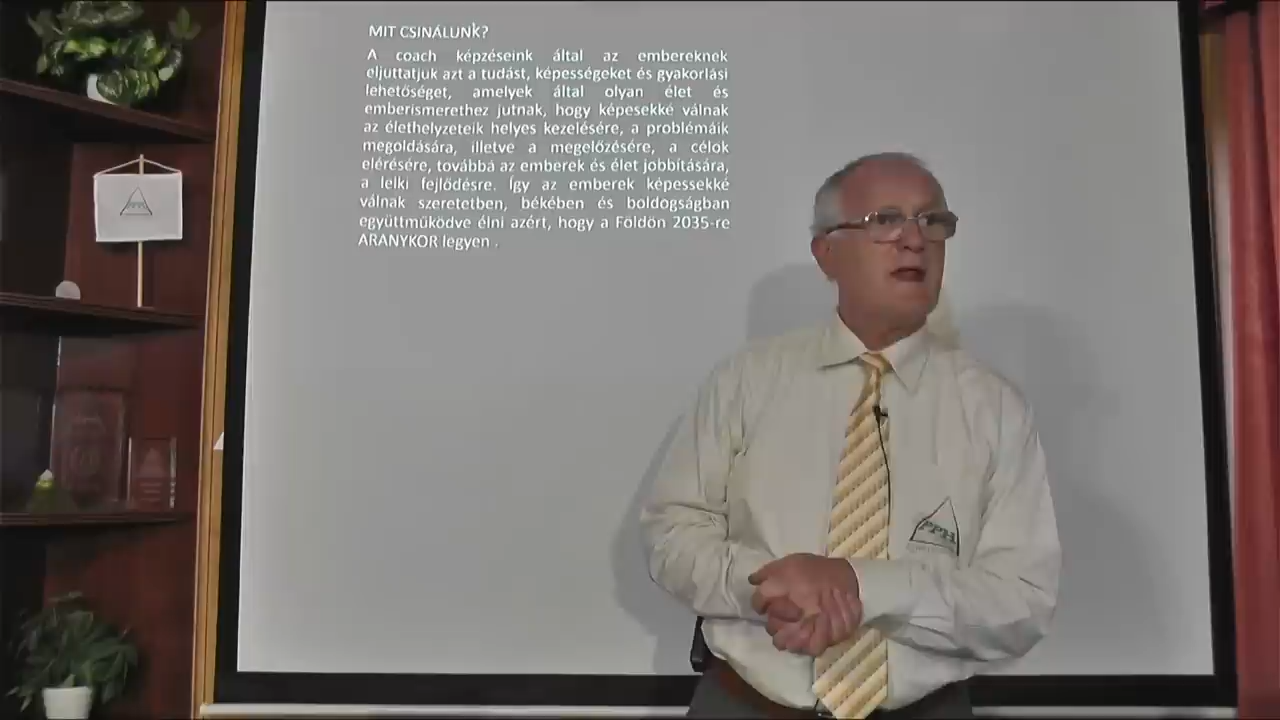 MIT CSINÁLUNK?
A coach képzéseink által az embereknek
eljuttatjuk azt a tudást, képességeket és gyakorlási
lehetőséget, amelyek által olyan élet és
emberismerethez jutnak, hogy képesekké válnak
az élethelyzeteik helyes kezelésére, a problémáik
megoldására, illetve a megelőzésére, a célok
elérésére, továbbá az emberek és élet jobbítására,
a lelki fejlődésre. Így az emberek képessekké
válnak szeretetben, békében és boldogságban
együttműködve élni azért, hogy a Földön 2035-re
ARANYKOR legyen .
PPH